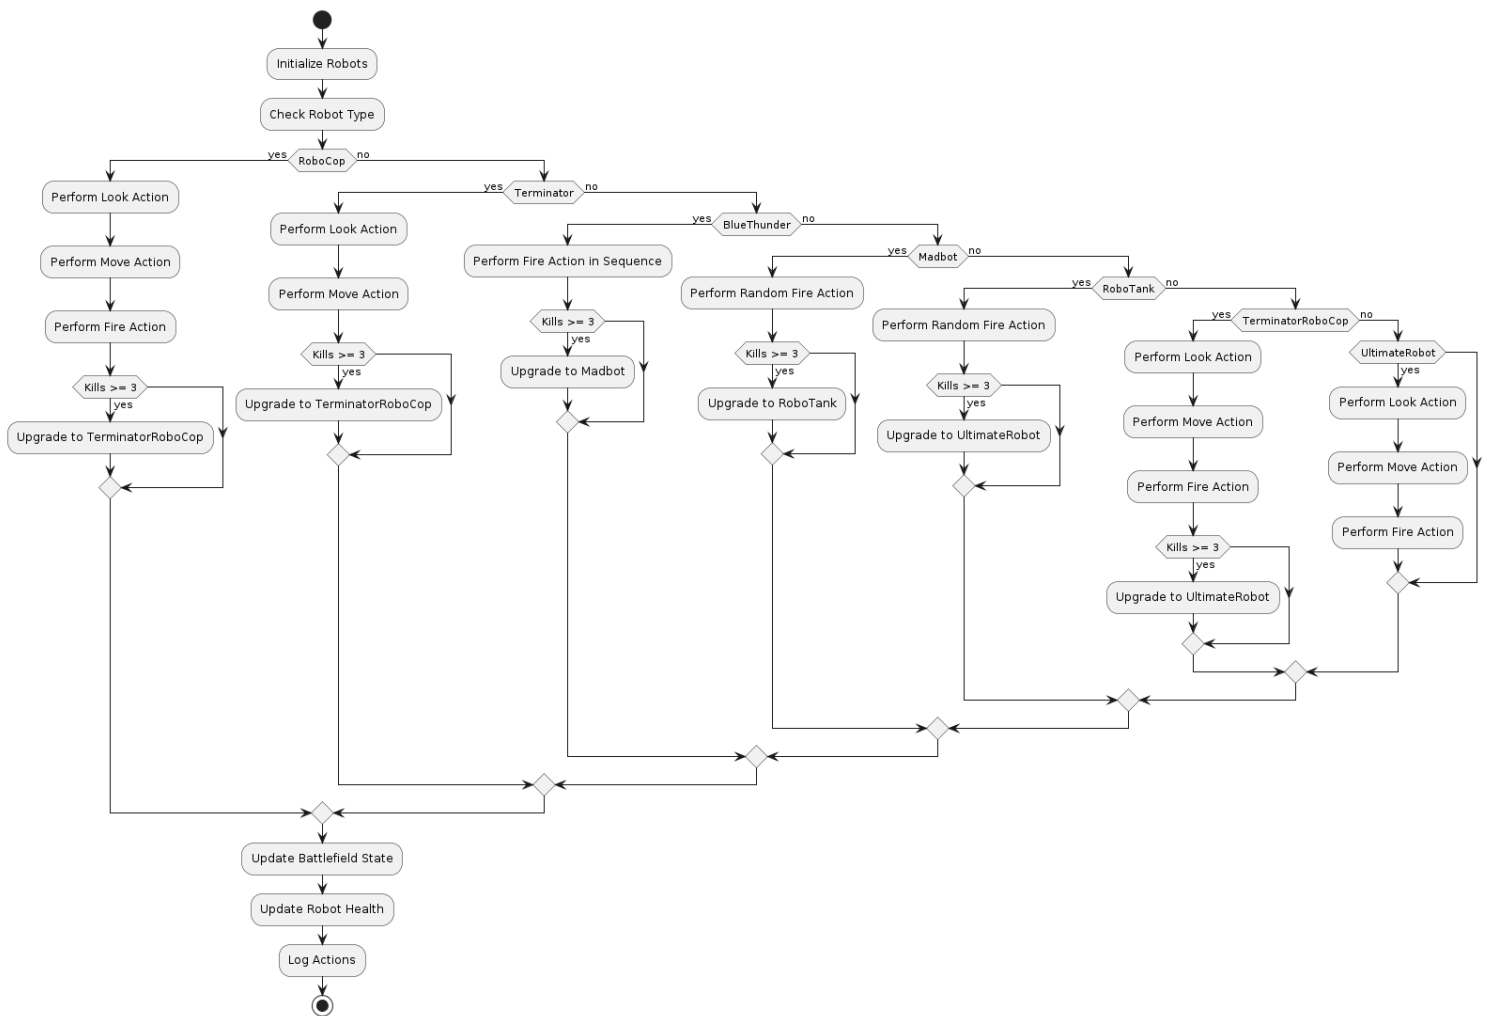 Initialize Robots
Check Robot Type
yes
RoboCop
no
Perform Look Action
Perform Move Action
Perform Fire Action
Kills >= 3
yes
Upgrade to TerminatorRoboCop
yes
Terminator
no
Perform Look Action
Perform Move Action
Kills >= 3
yes
Upgrade to TerminatorRoboCop
yes
BlueThunder
no
Perform Fire Action in Sequence
Kills >= 3
yes
Upgrade to Madbot
yes
Madbot
no
Perform Random Fire Action
Kills >= 3
yes
Upgrade to RoboTank
yes
RoboTank
no
Perform Random Fire Action
Kills >= 3
yes
Upgrade to UltimateRobot
yes
TerminatorRoboCop
no
Perform Look Action
Perform Move Action
Perform Fire Action
Kills >= 3
yes
Upgrade to UltimateRobot
UltimateRobot
yes
Perform Look Action
Perform Move Action
Perform Fire Action
Update Battlefield State
Update Robot Health
Log Actions